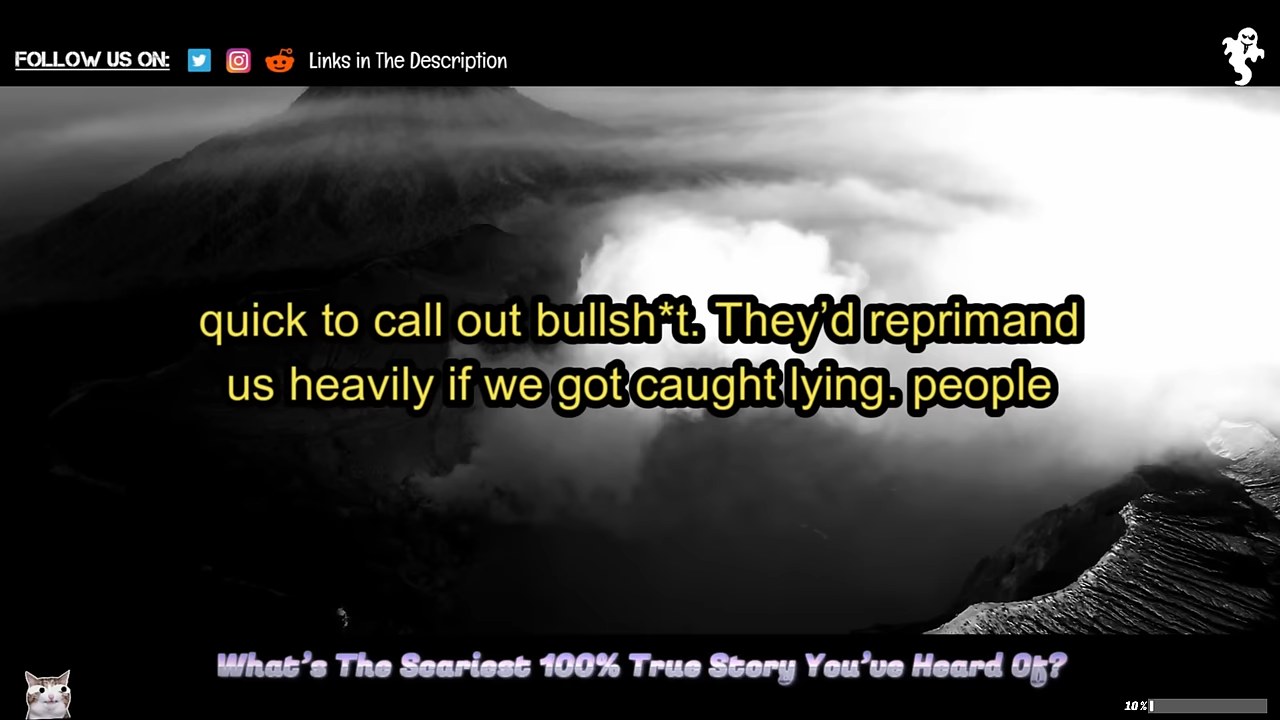 FOLLOW US ON: Links in The Description
quick to call out bullsh*t. They’d reprimand
us heavily if we got caught lying. people
What’s The Scariest 100% True Story You’ve Heard Of?
10%